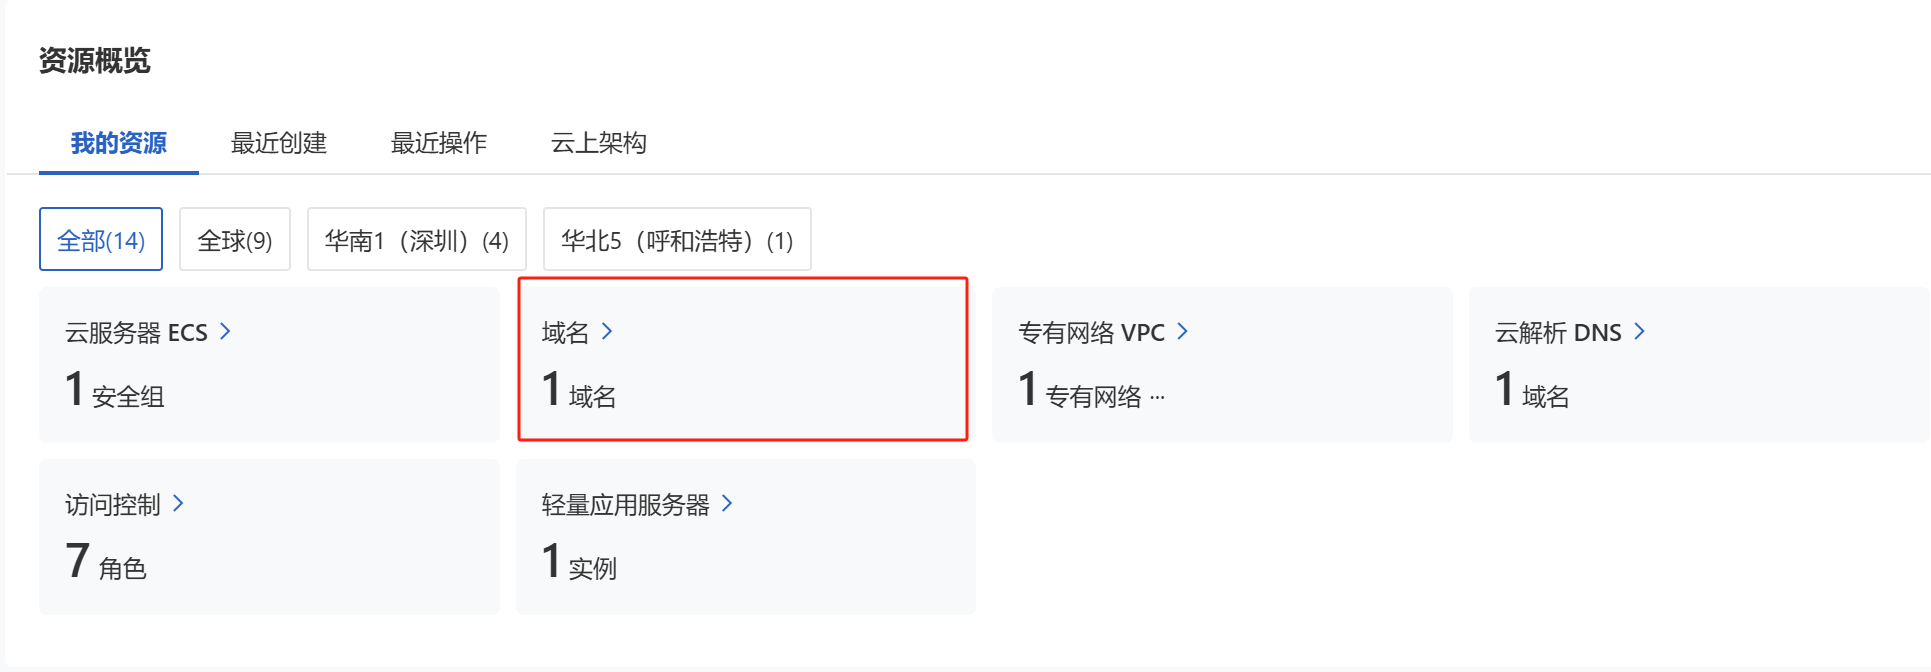 资源概览
我的资源 最近创建 最近操作 云上架构
全部(14) 全球(9) 华南1（深圳）(4) 华北5（呼和浩特）(1)
云服务器 ECS 域名 专有网络 VPC 云解析 DNS
1 安全组 1 域名 1 专有网络 ··· 1 域名
访问控制 轻量应用服务器
7 角色 1 实例